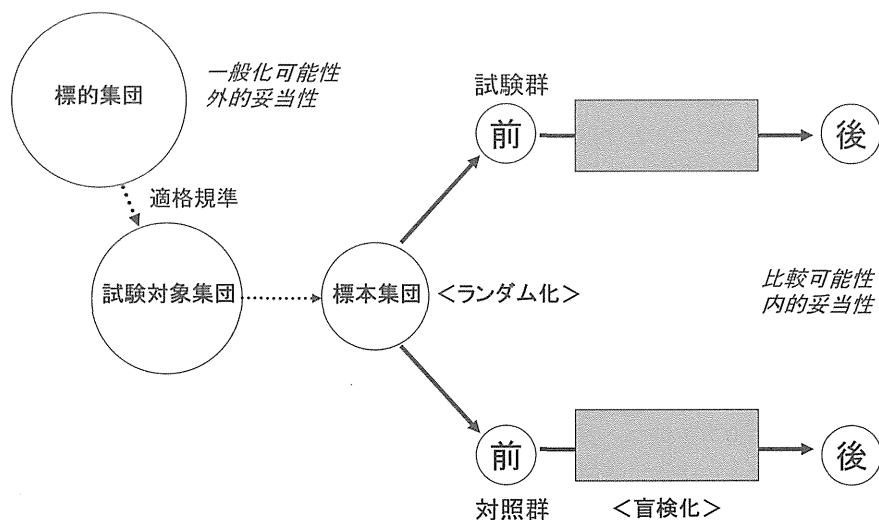 標的集団
一般化可能性
外的妥当性
適格規準
試験対象集団
標本集団
<ランダム化>
試験群
前
後
比較可能性
内的妥当性
前
後
対照群
<盲検化>